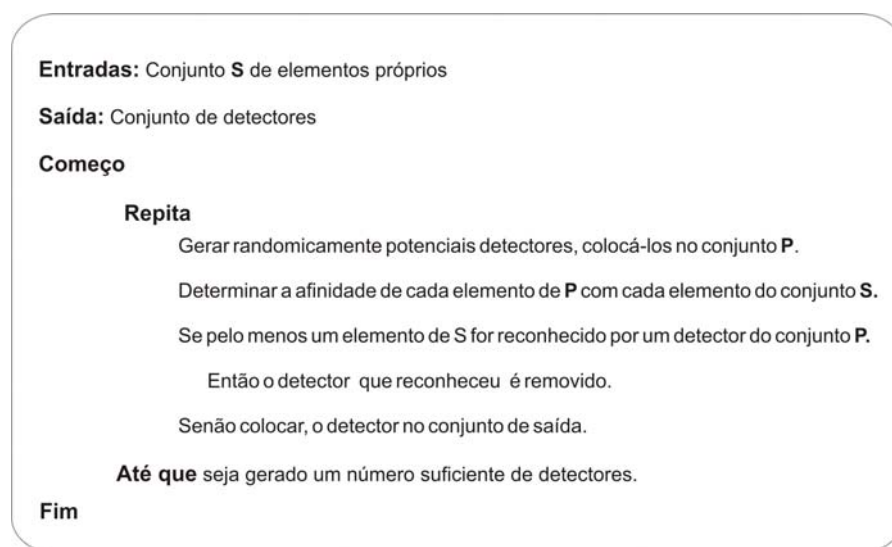 Entradas: Conjunto S de elementos próprios
Saída: Conjunto de detectores
Começo
Repita
Gerar randomicamente potenciais detectores, colocá-los no conjunto P.
Determinar a afinidade de cada elemento de P com cada elemento do conjunto S.
Se pelo menos um elemento de S for reconhecido por um detector do conjunto P.
Então o detector que reconheceu é removido.
Senão colocar, o detector no conjunto de saída.
Até que seja gerado um número suficiente de detectores.
Fim